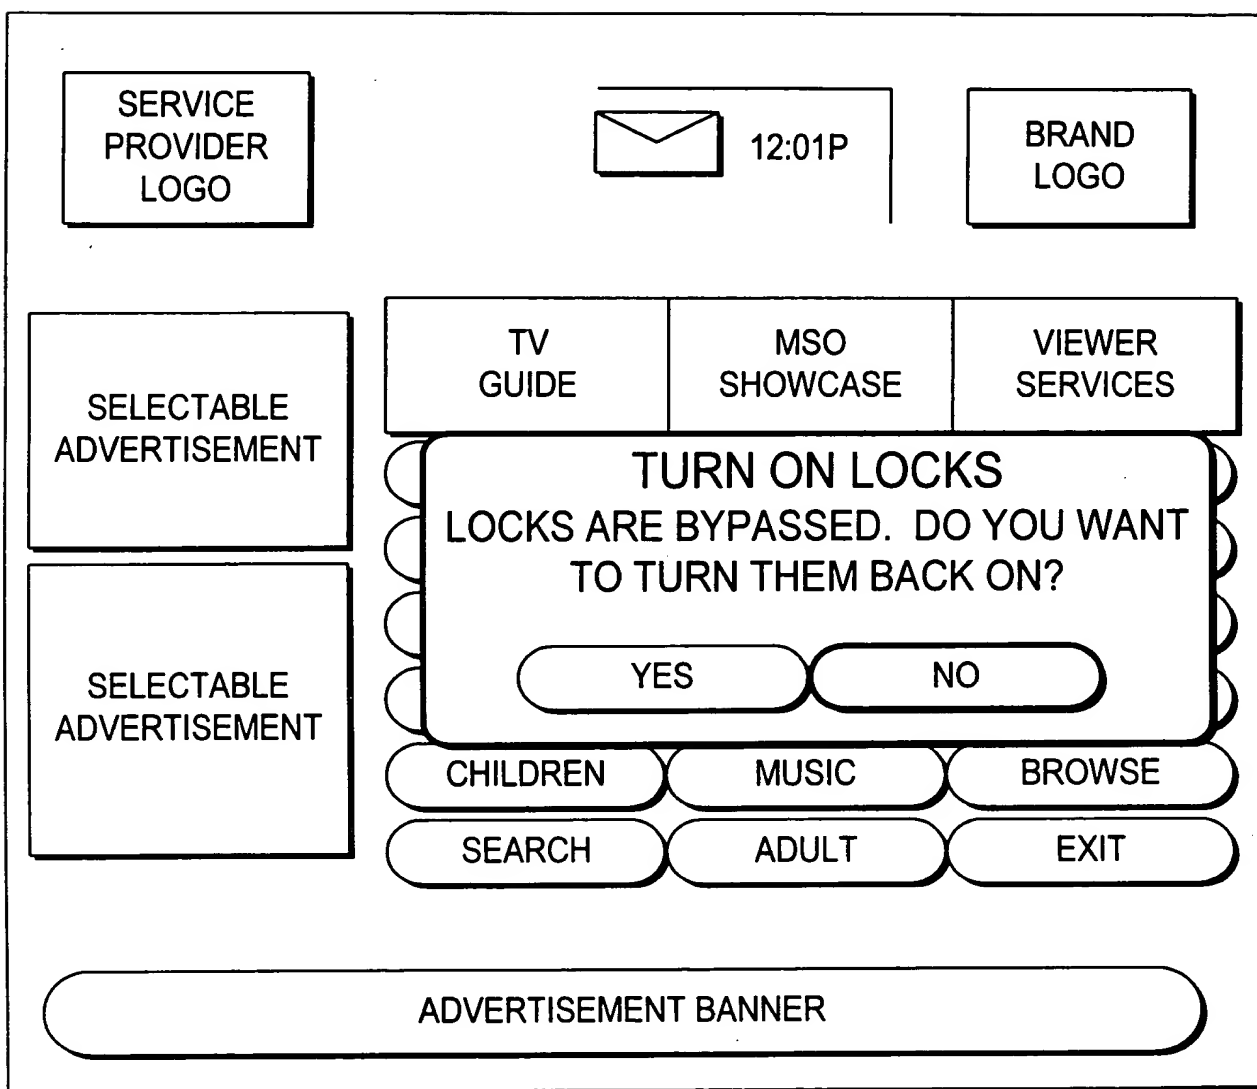 SERVICE
PROVIDER
LOGO
12:01P
BRAND
LOGO
SELECTABLE
ADVERTISEMENT
SELECTABLE
ADVERTISEMENT
TV
GUIDE
MSO
SHOWCASE
VIEWER
SERVICES
TURN ON LOCKS
LOCKS ARE BYPASSED. DO YOU WANT
TO TURN THEM BACK ON?
YES
NO
CHILDREN
MUSIC
BROWSE
SEARCH
ADULT
EXIT
ADVERTISEMENT BANNER